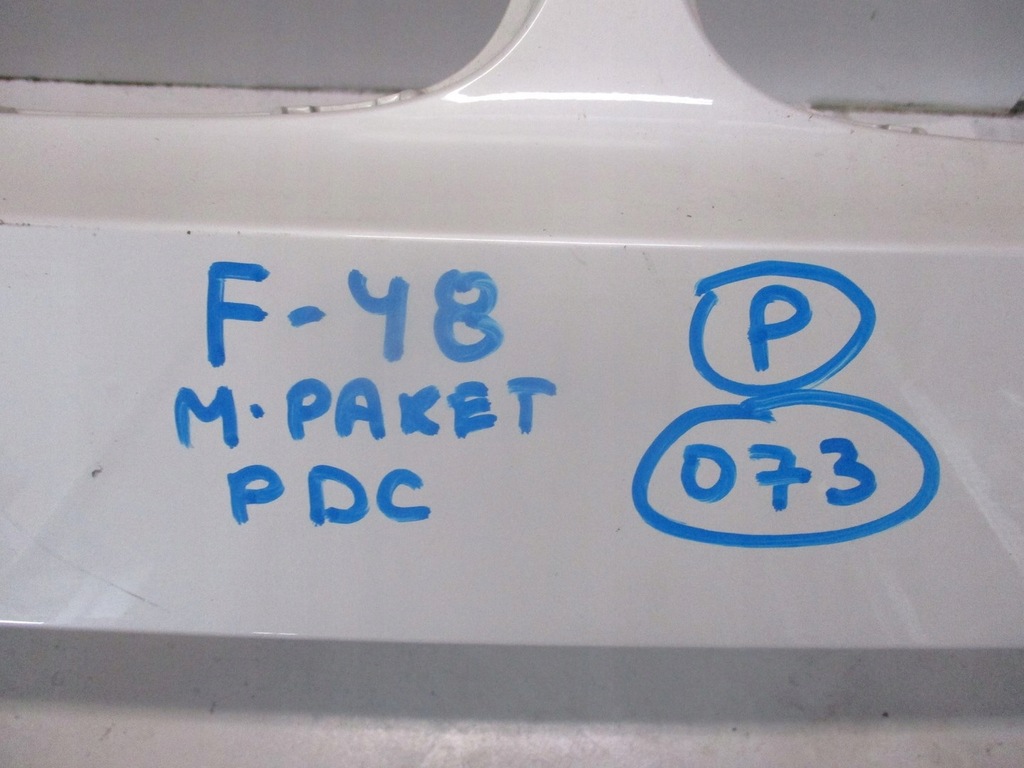 F-48
M.PAKET
PDC
P
073